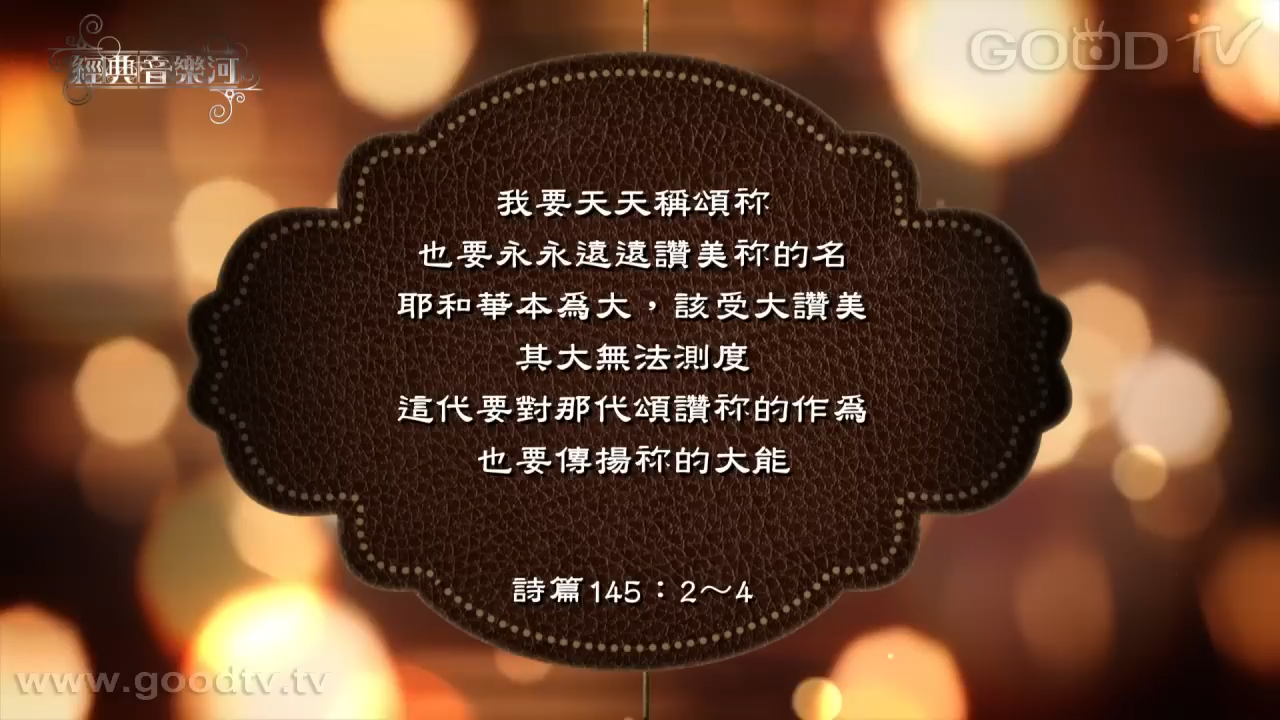 經典音樂河
GOOD TV
我要天天稱頌祢
也要永永遠遠讚美祢的名
耶和華本為大，該受大讚美
其大無法測度
這代要對那代頌讚祢的作為
也要傳揚祢的大能
詩篇145：2～4
www.goodtv.tv